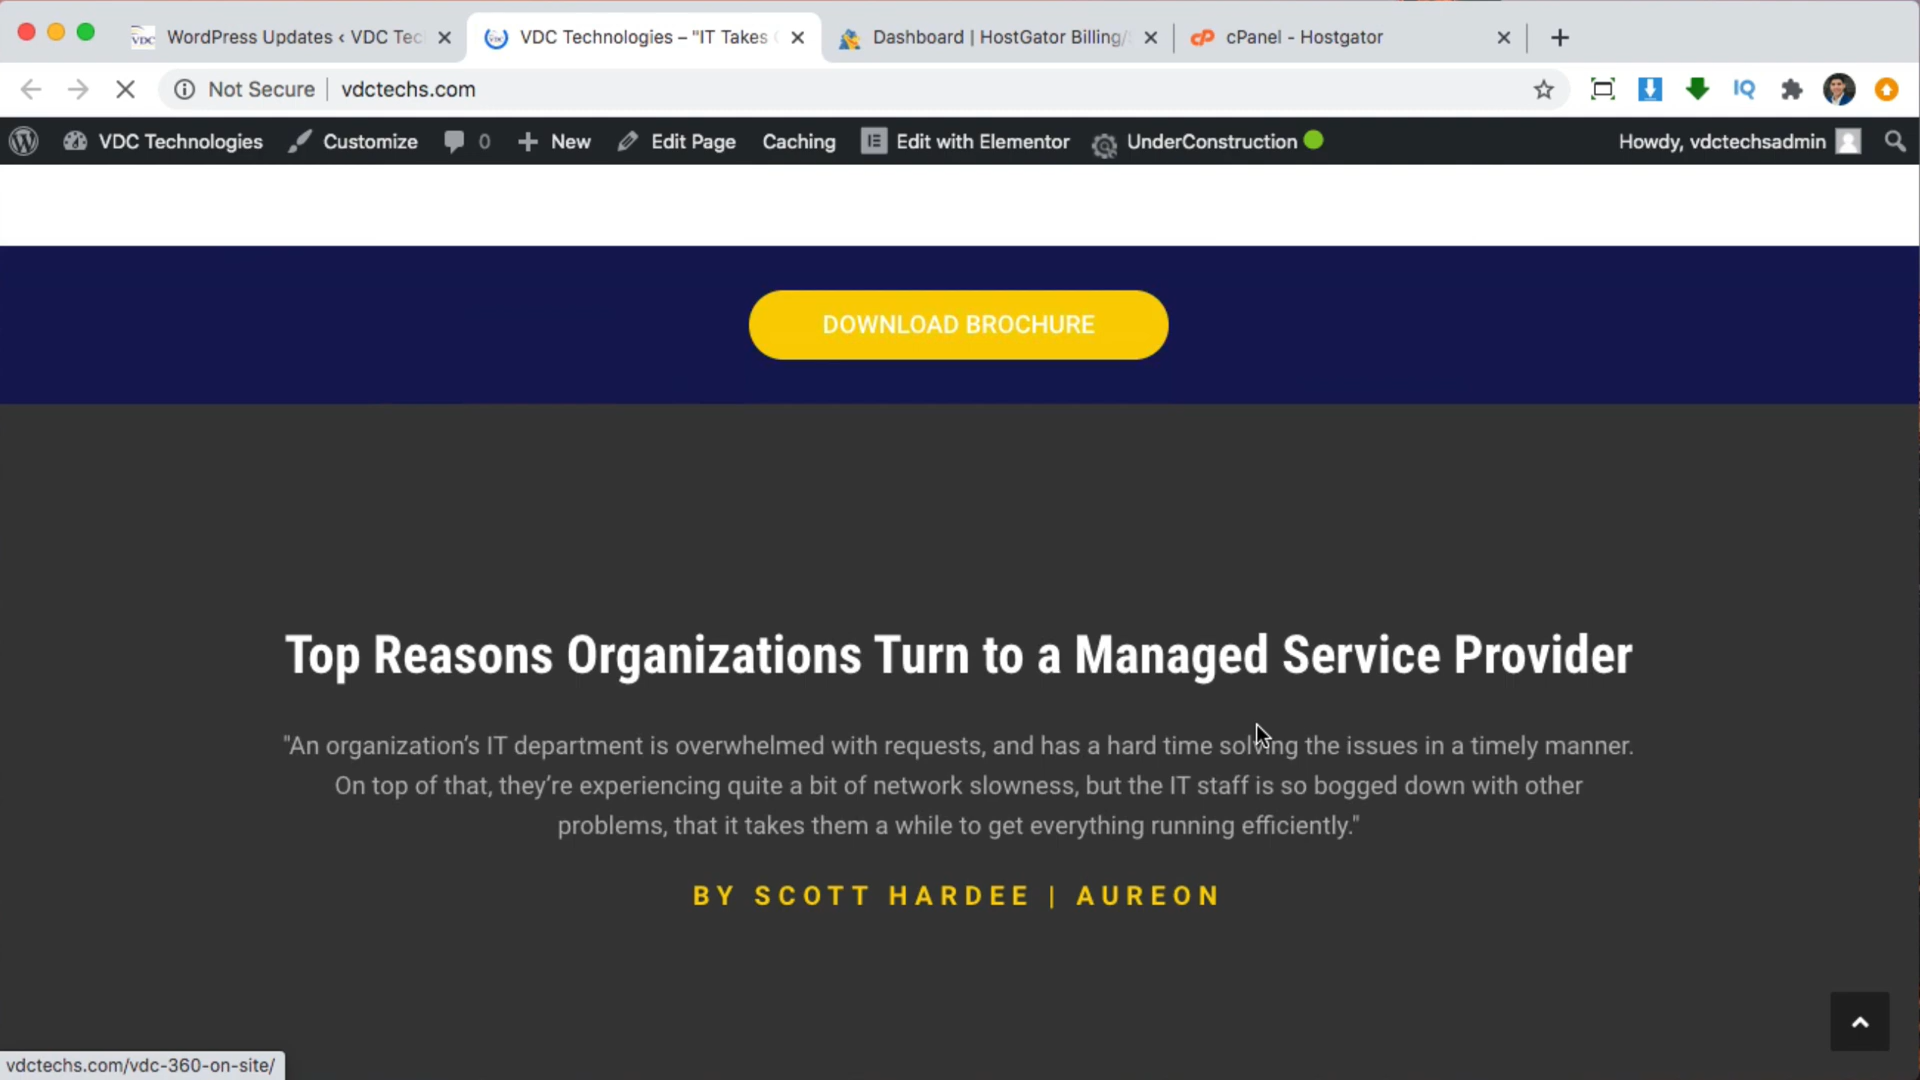 WordPress Updates ‹ VDC Tec
VDC Technologies – "IT Takes
Dashboard | HostGator Billing/
cPanel - Hostgator
Not Secure
vdctechs.com
IQ
VDC Technologies
Customize
0
New
Edit Page
Caching
Edit with Elementor
UnderConstruction
Howdy, vdctechsadmin
DOWNLOAD BROCHURE
Top Reasons Organizations Turn to a Managed Service Provider
"An organization’s IT department is overwhelmed with requests, and has a hard time solving the issues in a timely manner.
On top of that, they’re experiencing quite a bit of network slowness, but the IT staff is so bogged down with other
problems, that it takes them a while to get everything running efficiently."
BY SCOTT HARDEE | AUREON
vdctechs.com/vdc-360-on-site/